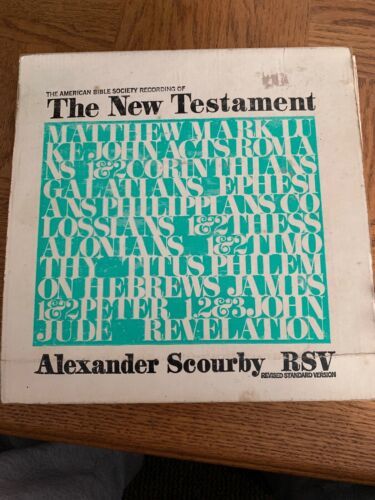 THE AMERICAN BIBLE SOCIETY RECORDING OF
The New Testament
MATTHEW MARK LU
KE JOHN ACTS ROMA
NS 1&2 CORINTHIANS
GALATIANS EPHESI
ANS PHILIPPIANS CO
LOSSIANS 1&2 THESS
ALONIANS 1&2 TIMO
THY TITUS PHILEM
ON HEBREWS JAMES
1&2 PETER 1,2&3 JOHN
JUDE REVELATION
Alexander Scourby RSV
REVISED STANDARD VERSION